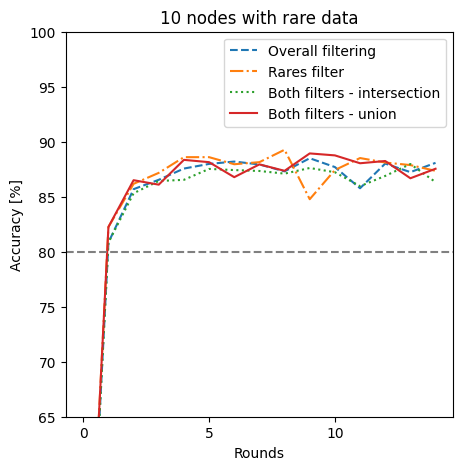 10 nodes with rare data
Accuracy [%]
100
95
90
85
80
75
70
65
Overall filtering
Rares filter
Both filters - intersection
Both filters - union
0 5 10
Rounds